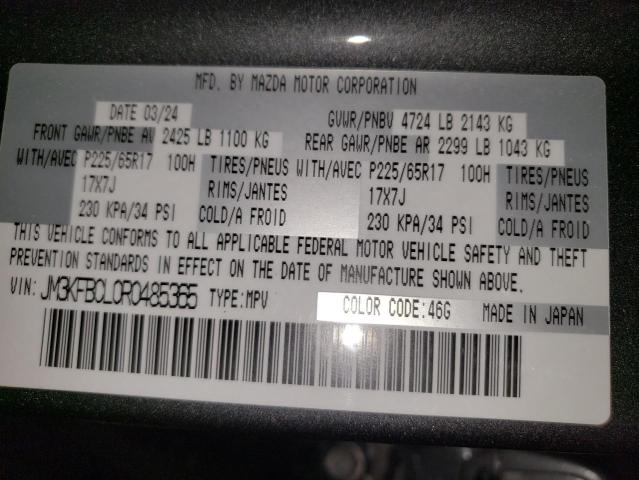 MFD. BY MAZDA MOTOR CORPORATION
DATE 03/24
GVWR/PNBV 4724 LB 2143 KG
FRONT GAWR/PNBE AV 2425 LB 1100 KG
REAR GAWR/PNBE AR 2299 LB 1043 KG
WITH/AVEC P225/65R17 100H TIRES/PNEUS WITH/AVEC P225/65R17 100H TIRES/PNEUS
17X7J RIMS/JANTES 17X7J RIMS/JANTES
230 KPA/34 PSI COLD/A FROID 230 KPA/34 PSI COLD/A FROID
THIS VEHICLE CONFORMS TO ALL APPLICABLE FEDERAL MOTOR VEHICLE SAFETY AND THEFT
PREVENTION STANDARDS IN EFFECT ON THE DATE OF MANUFACTURE SHOWN ABOVE.
VIN: JM3KFBCL0R0485365 TYPE:MPV COLOR CODE:46G MADE IN JAPAN